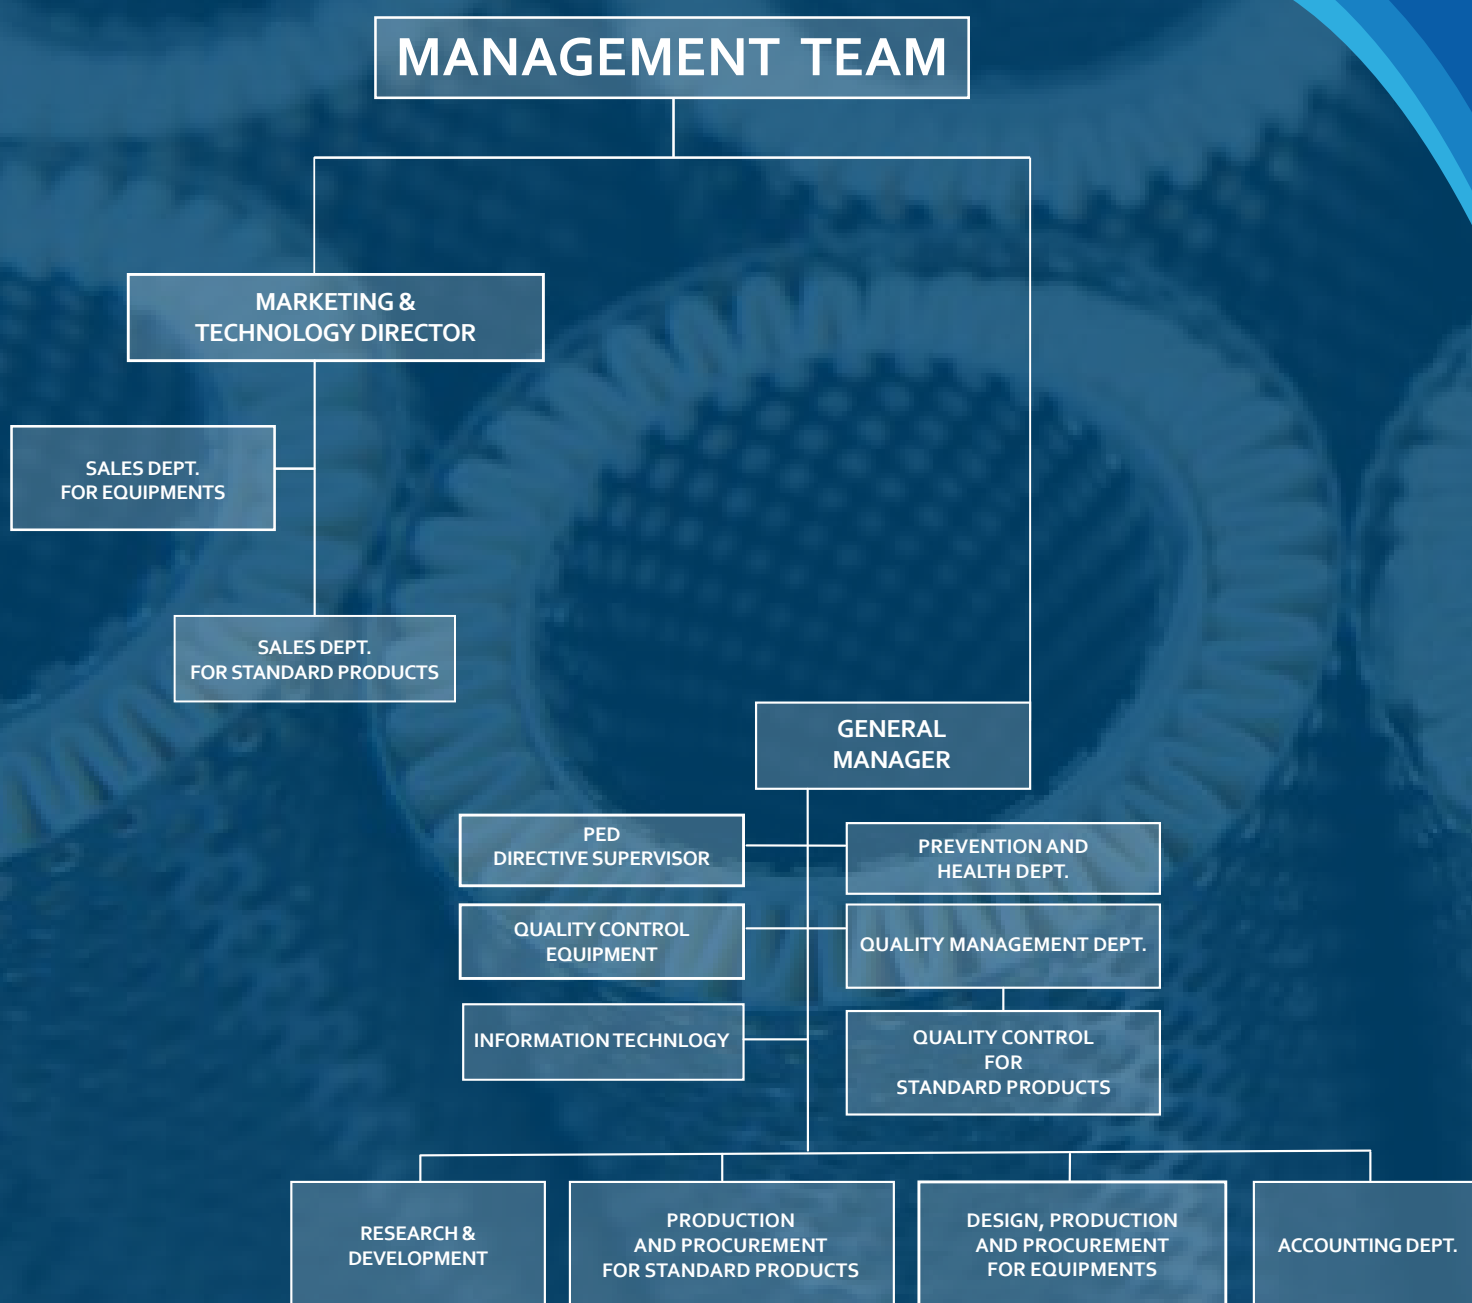 MANAGEMENT TEAM
MARKETING &
TECHNOLOGY DIRECTOR
SALES DEPT.
FOR EQUIPMENTS
SALES DEPT.
FOR STANDARD PRODUCTS
GENERAL
MANAGER
PED
DIRECTIVE SUPERVISOR
PREVENTION AND
HEALTH DEPT.
QUALITY CONTROL
EQUIPMENT
QUALITY MANAGEMENT DEPT.
INFORMATION TECHNLOGY
QUALITY CONTROL
FOR
STANDARD PRODUCTS
RESEARCH &
DEVELOPMENT
PRODUCTION
AND PROCUREMENT
FOR STANDARD PRODUCTS
DESIGN, PRODUCTION
AND PROCUREMENT
FOR EQUIPMENTS
ACCOUNTING DEPT.